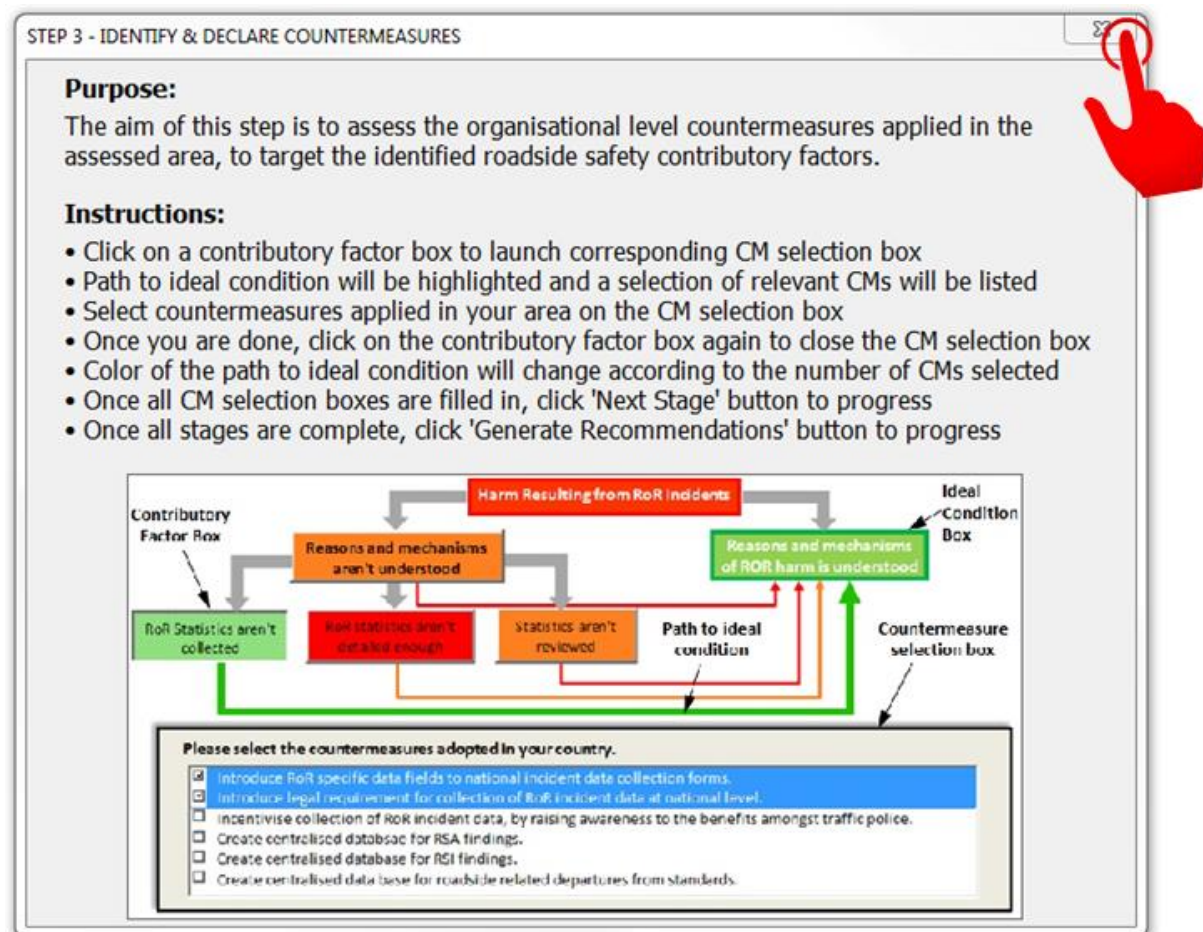 STEP 3 - IDENTIFY & DECLARE COUNTERMEASURES
Purpose:
The aim of this step is to assess the organisational level countermeasures applied in the
assessed area, to target the identified roadside safety contributory factors.
Instructions:
• Click on a contributory factor box to launch corresponding CM selection box
• Path to ideal condition will be highlighted and a selection of relevant CMs will be listed
• Select countermeasures applied in your area on the CM selection box
• Once you are done, click on the contributory factor box again to close the CM selection box
• Color of the path to ideal condition will change according to the number of CMs selected
• Once all CM selection boxes are filled in, click 'Next Stage' button to progress
• Once all stages are complete, click 'Generate Recommendations' button to progress
Harm Resulting from RoR Incidents
Contributory
Factor Box
Ideal
Condition
Box
Reasons and mechanisms
aren't understood
Reasons and mechanisms
of ROR harm is understood
RoR Statistics aren't
collected
RoR Statistics aren't
detailed enough
Statistics aren't
reviewed
Path to ideal
condition
Countermeasure
selection box
Please select the countermeasures adopted in your country.
Introduce RoR specific data fields to national incident data collection forms.
Introduce legal requirement for collection of RoR incident data at national level.
Incentivise collection of RoR incident data, by raising awareness to the benefits amongst traffic police.
Create centralised databsae for RSA findings.
Create centralised database for RSI findings.
Create centralised data base for roadside related departures from standards.